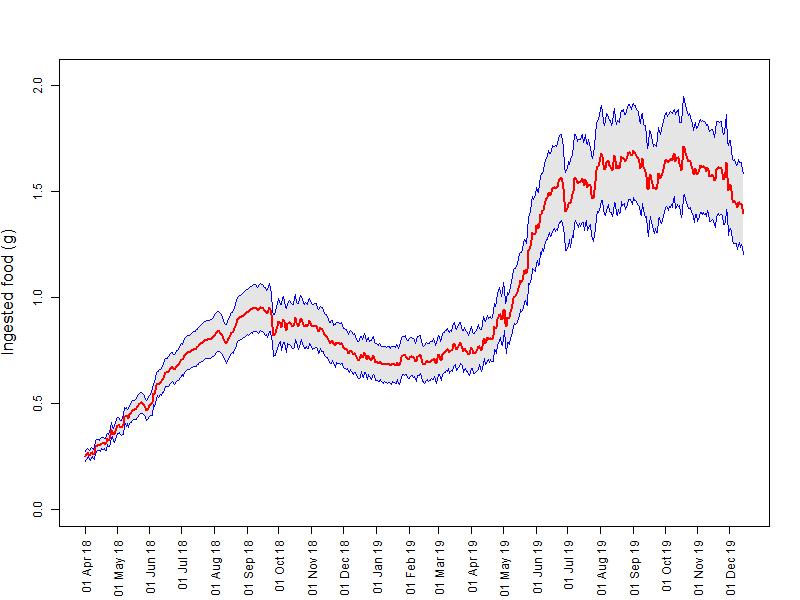 Ingested food (g)
2.0
1.5
1.0
0.5
0.0
01 Apr 18
01 May 18
01 Jun 18
01 Jul 18
01 Aug 18
01 Sep 18
01 Oct 18
01 Nov 18
01 Dec 18
01 Jan 19
01 Feb 19
01 Mar 19
01 Apr 19
01 May 19
01 Jun 19
01 Jul 19
01 Aug 19
01 Sep 19
01 Oct 19
01 Nov 19
01 Dec 19